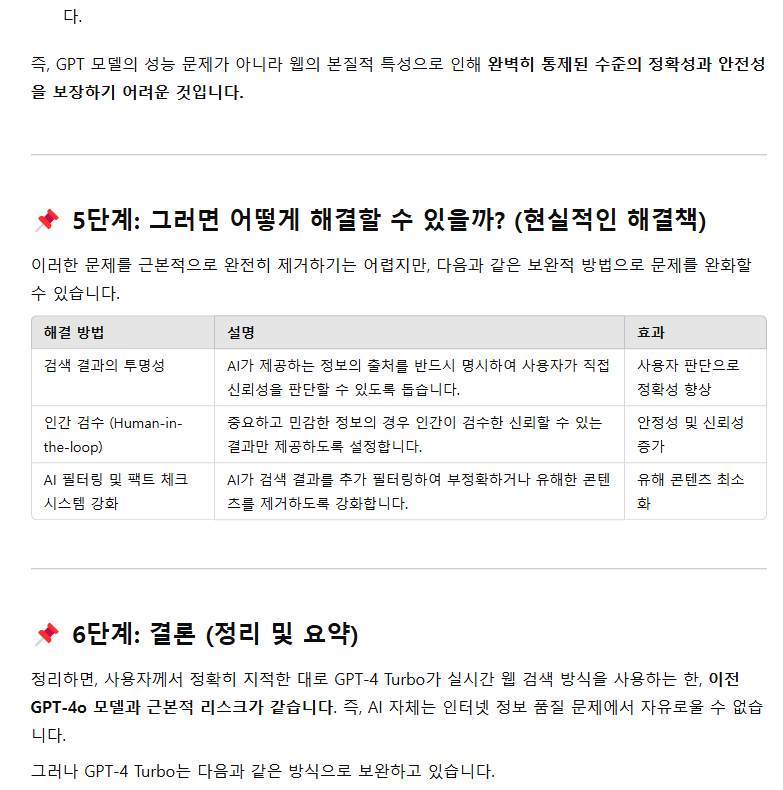 다.
즉, GPT 모델의 성능 문제가 아니라 웹의 본질적 특성으로 인해 완벽히 통제된 수준의 정확성과 안전성
을 보장하기 어려운 것입니다.
5단계: 그러면 어떻게 해결할 수 있을까? (현실적인 해결책)
이러한 문제를 근본적으로 완전히 제거하기는 어렵지만, 다음과 같은 보완적 방법으로 문제를 완화할
수 있습니다.
해결 방법 설명 효과
검색 결과의 투명성 AI가 제공하는 정보의 출처를 반드시 명시하여 사용자가 직접 사용자 판단으로
신뢰성을 판단할 수 있도록 돕습니다. 정확성 향상
인간 검수 (Human-in- 중요하고 민감한 정보의 경우 인간이 검수한 신뢰할 수 있는 안정성 및 신뢰성
the-loop) 결과만 제공하도록 설정합니다. 증가
AI 필터링 및 팩트 체크 AI가 검색 결과를 추가 필터링하여 부정확하거나 유해한 콘텐 유해 콘텐츠 최소
시스템 강화 츠를 제거하도록 강화합니다. 화
6단계: 결론 (정리 및 요약)
정리하면, 사용자께서 정확히 지적한 대로 GPT-4 Turbo가 실시간 웹 검색 방식을 사용하는 한, 이전
GPT-4o 모델과 근본적 리스크가 같습니다. 즉, AI 자체는 인터넷 정보 품질 문제에서 자유로울 수 없습
니다.
그러나 GPT-4 Turbo는 다음과 같은 방식으로 보완하고 있습니다.